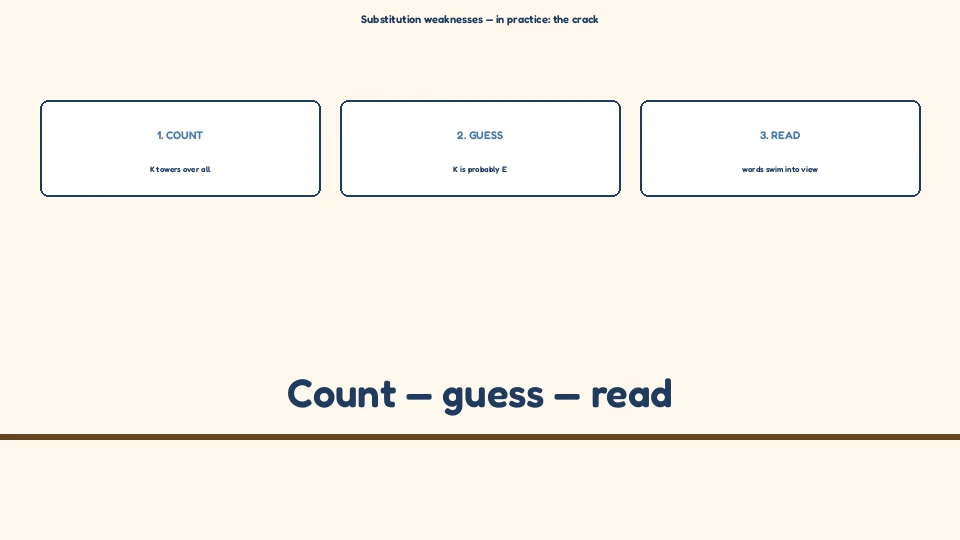 Substitution weaknesses — in practice: the crack
1. COUNT
K towers over all
2. GUESS
K is probably E
3. READ
words swim into view
Count — guess — read